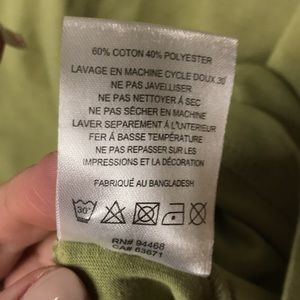 60% COTON 40% POLYESTER
LAVAGE EN MACHINE CYCLE DOUX 30
NE PAS JAVELLISER
NE PAS NETTOYER Á SEC
NE PAS SÉCHER EN MACHINE
LAVER SEPAREMENT A L'UNTERIEUR
FER Á BASSE TEMPÉRATURE
NE PAS REPASSER SUR LES
IMPRESSIONS ET LA DÉCORATION
FABRIQUÉ AU BANGLADESH
30°
RN# 94468
CA# 63671